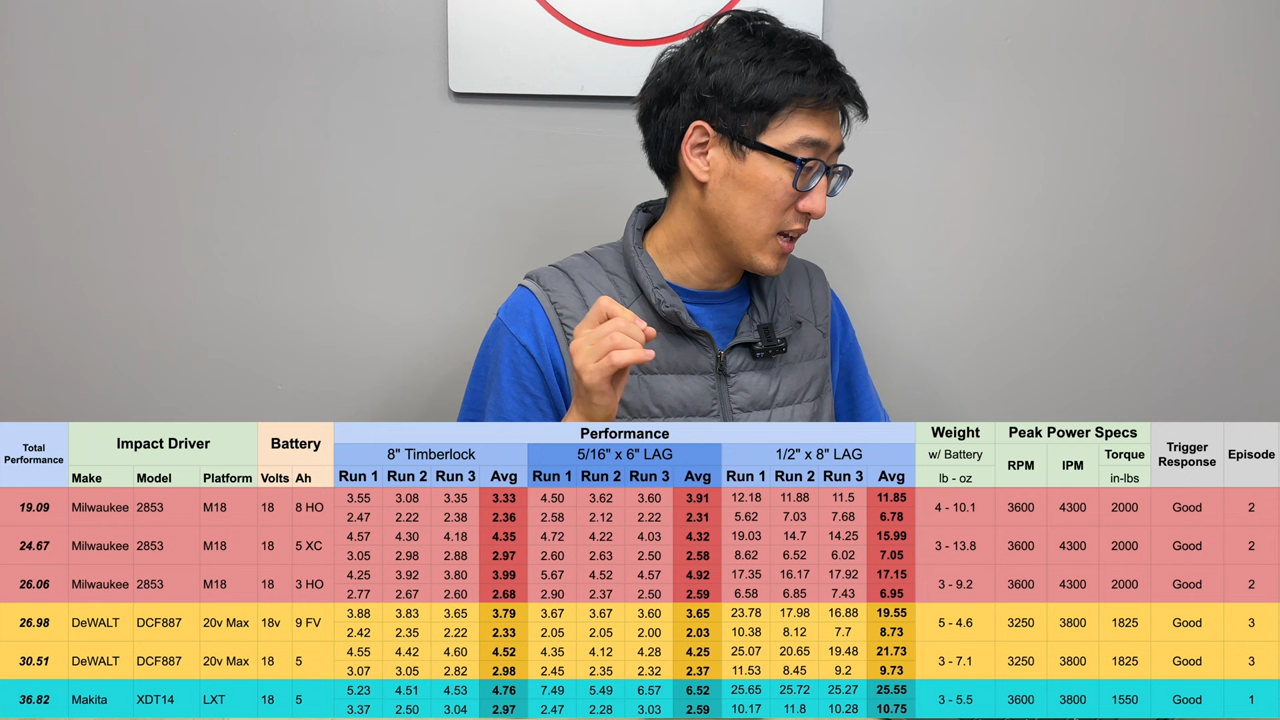 Total Performance Impact Driver Battery Performance Weight Peak Power Specs Trigger Response Episode
8" Timberlock 5/16" x 6" LAG 1/2" x 8" LAG w/ Battery RPM IPM Torque
Make Model Platform Volts Ah Run 1 Run 2 Run 3 Avg Run 1 Run 2 Run 3 Avg Run 1 Run 2 Run 3 Avg lb - oz in-lbs
19.09 Milwaukee 2853 M18 18 8 HO 3.55 3.08 3.35 3.33 4.50 3.62 3.60 3.91 12.18 11.88 11.5 11.85 4 - 10.1 3600 4300 2000 Good 2
2.47 2.22 2.38 2.36 2.58 2.12 2.22 2.31 5.62 7.03 7.68 6.78
24.67 Milwaukee 2853 M18 18 5 XC 4.57 4.30 4.18 4.35 4.72 4.22 4.03 4.32 19.03 14.7 14.25 15.99 3 - 13.8 3600 4300 2000 Good 2
3.05 2.98 2.88 2.97 2.60 2.63 2.50 2.58 8.62 6.52 6.02 7.05
26.06 Milwaukee 2853 M18 18 3 HO 4.25 3.92 3.80 3.99 5.67 4.52 4.57 4.92 17.35 16.17 17.92 17.15 3 - 9.2 3600 4300 2000 Good 2
2.77 2.67 2.60 2.68 2.90 2.37 2.50 2.59 6.58 6.85 7.43 6.95
26.98 DeWALT DCF887 20v Max 18v 9 FV 3.88 3.83 3.65 3.79 3.67 3.67 3.60 3.65 23.78 17.98 16.88 19.55 5 - 4.6 3250 3800 1825 Good 3
2.42 2.35 2.22 2.33 2.05 2.05 2.00 2.03 10.38 8.12 7.7 8.73
30.51 DeWALT DCF887 20v Max 18 5 4.55 4.42 4.60 4.52 4.35 4.12 4.28 4.25 25.07 20.65 19.48 21.73 3 - 7.1 3250 3800 1825 Good 3
3.07 3.05 2.82 2.98 2.45 2.35 2.32 2.37 11.53 8.45 9.2 9.73
36.82 Makita XDT14 LXT 18 5 5.23 4.51 4.53 4.76 7.49 5.49 6.57 6.52 25.65 25.72 25.27 25.55 3 - 5.5 3600 3800 1550 Good 1
3.37 2.50 3.04 2.97 2.47 2.28 3.03 2.59 10.17 11.8 10.28 10.75